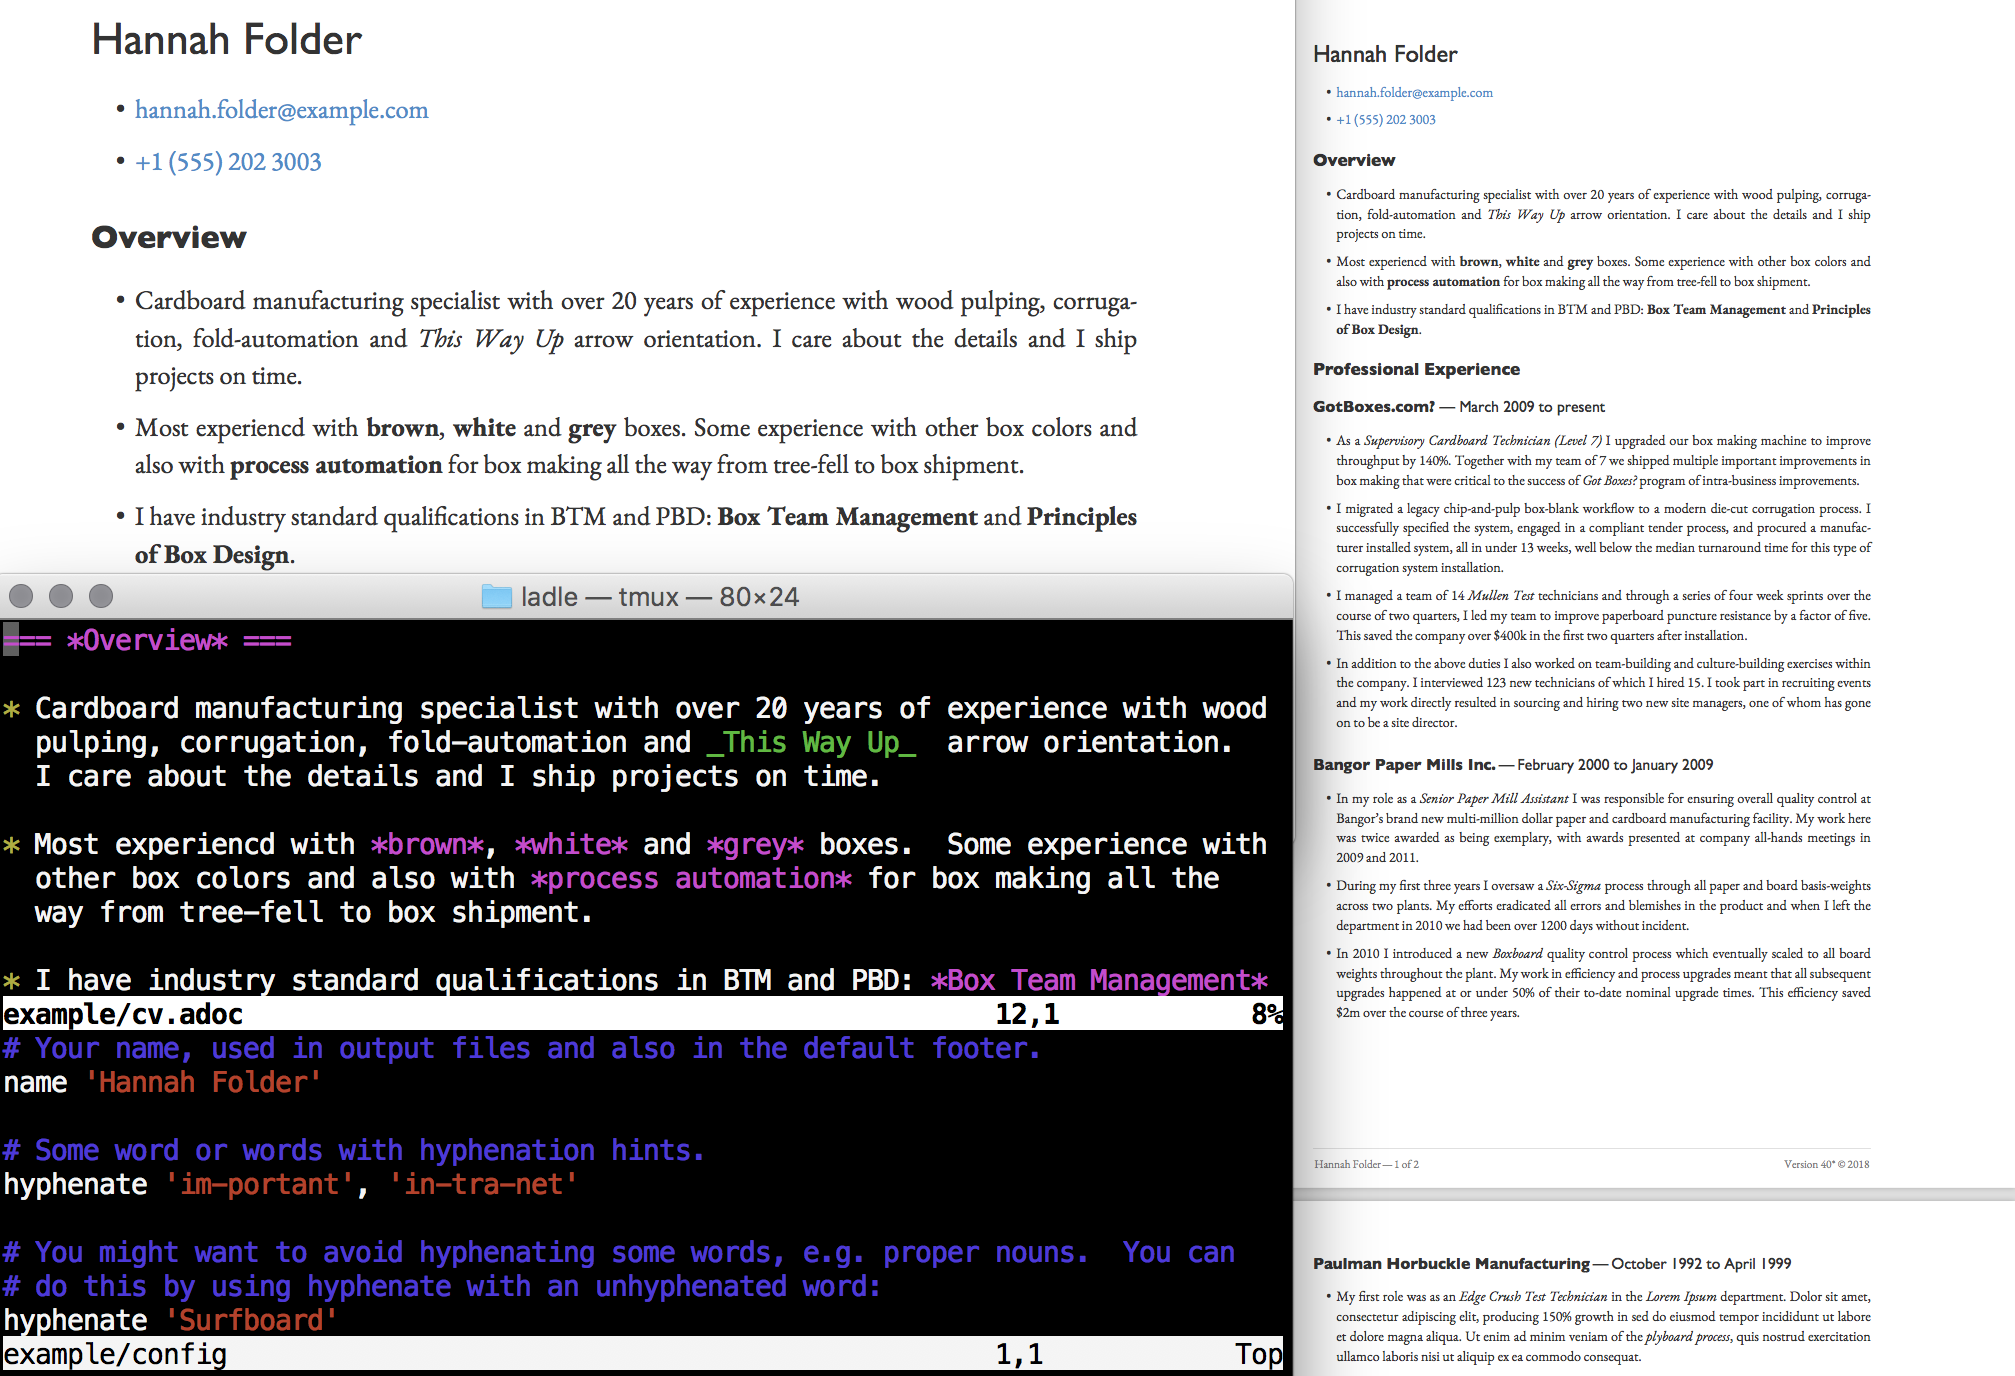 Hannah Folder
• hannah.folder@example.com
• +1 (555) 202 3003
Overview
• Cardboard manufacturing specialist with over 20 years of experience with wood pulping, corruga-
tion, fold-automation and This Way Up arrow orientation. I care about the details and I ship
projects on time.
• Most experiencd with brown, white and grey boxes. Some experience with other box colors and
also with process automation for box making all the way from tree-fell to box shipment.
• I have industry standard qualifications in BTM and PBD: Box Team Management and Principles
of Box Design.
ladle — tmux — 80×24
=== *Overview* ===
* Cardboard manufacturing specialist with over 20 years of experience with wood
pulping, corrugation, fold-automation and _This Way Up_  arrow orientation.
I care about the details and I ship projects on time.
* Most experiencd with *brown*, *white* and *grey* boxes.  Some experience with
other box colors and also with *process automation* for box making all the
way from tree-fell to box shipment.
* I have industry standard qualifications in BTM and PBD: *Box Team Management*
example/cv.adoc 12,1 8%
# Your name, used in output files and also in the default footer.
name 'Hannah Folder'
# Some word or words with hyphenation hints.
hyphenate 'im-portant', 'in-tra-net'
# You might want to avoid hyphenating some words, e.g. proper nouns.  You can
# do this by using hyphenate with an unhyphenated word:
hyphenate 'Surfboard'
example/config 1,1 Top
Hannah Folder
• hannah.folder@example.com
• +1 (555) 202 3003
Overview
• Cardboard manufacturing specialist with over 20 years of experience with wood pulping, corruga-
tion, fold-automation and This Way Up arrow orientation. I care about the details and I ship
projects on time.
• Most experiencd with brown, white and grey boxes. Some experience with other box colors and
also with process automation for box making all the way from tree-fell to box shipment.
• I have industry standard qualifications in BTM and PBD: Box Team Management and Principles
of Box Design.
Professional Experience
GotBoxes.com? — March 2009 to present
• As a Supervisory Cardboard Technician (Level 7) I upgraded our box making machine to improve
throughput by 140%. Together with my team of 7 we shipped multiple important improvements in
box making that were critical to the success of Got Boxes? program of intra-business improvements.
• I migrated a legacy chip-and-pulp box-blank workflow to a modern die-cut corrugation process. I
successfully specified the system, engaged in a compliant tender process, and procured a manufac-
turer installed system, all in under 13 weeks, well below the median turnaround time for this type of
corrugation system installation.
• I managed a team of 14 Mullen Test technicians and through a series of four week sprints over the
course of two quarters, I led my team to improve paperboard puncture resistance by a factor of five.
This saved the company over $400k in the first two quarters after installation.
• In addition to the above duties I also worked on team-building and culture-building exercises within
the company. I interviewed 123 new technicians of which I hired 15. I took part in recruiting events
and my work directly resulted in sourcing and hiring two new site managers, one of whom has gone
on to be a site director.
Bangor Paper Mills Inc. — February 2000 to January 2009
• In my role as a Senior Paper Mill Assistant I was responsible for ensuring overall quality control at
Bangor’s brand new multi-million dollar paper and cardboard manufacturing facility. My work here
was twice awarded as being exemplary, with awards presented at company all-hands meetings in
2009 and 2011.
• During my first three years I oversaw a Six-Sigma process through all paper and board basis-weights
across two plants. My efforts eradicated all errors and blemishes in the product and when I left the
department in 2010 we had been over 1200 days without incident.
• In 2010 I introduced a new Boxboard quality control process which eventually scaled to all board
weights throughout the plant. My work in efficiency and process upgrades meant that all subsequent
upgrades happened at or under 50% of their to-date nominal upgrade times. This efficiency saved
$2m over the course of three years.
Hannah Folder — 1 of 2 Version 40* © 2018
Paulman Horbuckle Manufacturing — October 1992 to April 1999
• My first role was as an Edge Crush Test Technician in the Lorem Ipsum department. Dolor sit amet,
consectetur adipiscing elit, producing 150% growth in sed do eiusmod tempor incididunt ut labore
et dolore magna aliqua. Ut enim ad minim veniam of the plyboard process, quis nostrud exercitation
ullamco laboris nisi ut aliquip ex ea commodo consequat.